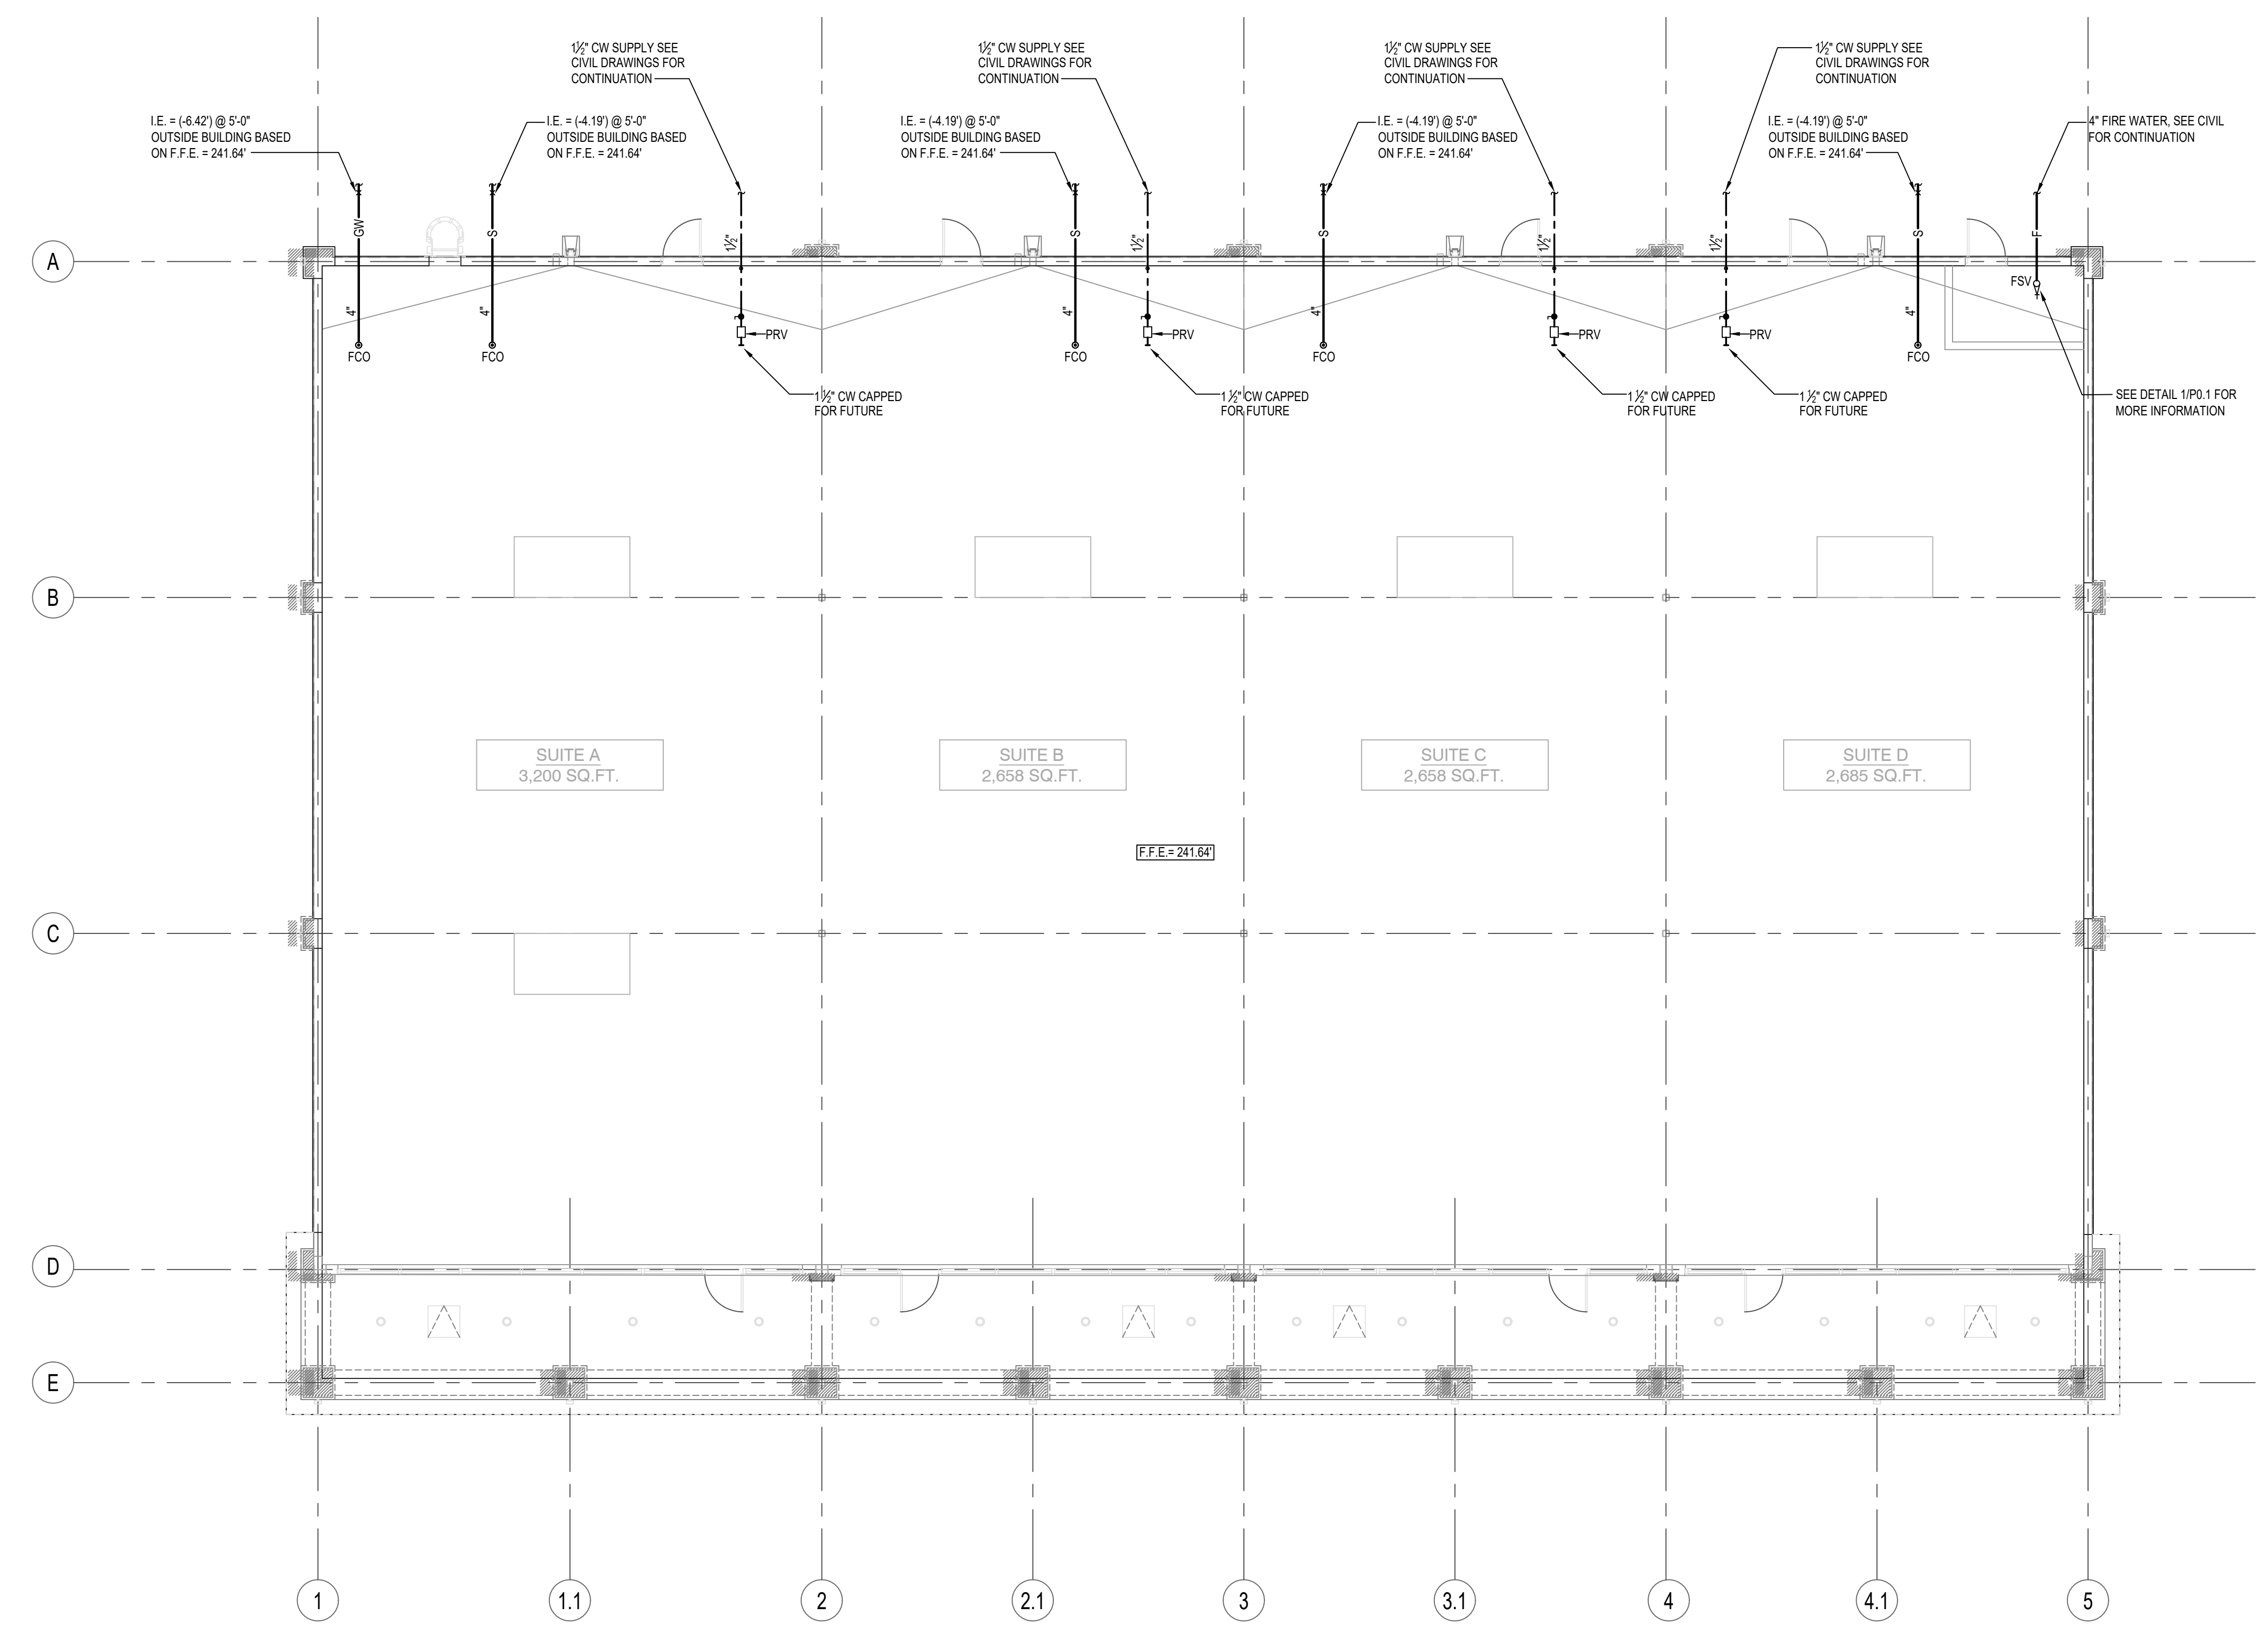 1½" CW SUPPLY SEE
CIVIL DRAWINGS FOR
CONTINUATION
1½" CW SUPPLY SEE
CIVIL DRAWINGS FOR
CONTINUATION
1½" CW SUPPLY SEE
CIVIL DRAWINGS FOR
CONTINUATION
1½" CW SUPPLY SEE
CIVIL DRAWINGS FOR
CONTINUATION
I.E. = (-6.42') @ 5'-0"
OUTSIDE BUILDING BASED
ON F.F.E. = 241.64'
I.E. = (-4.19') @ 5'-0"
OUTSIDE BUILDING BASED
ON F.F.E. = 241.64'
I.E. = (-4.19') @ 5'-0"
OUTSIDE BUILDING BASED
ON F.F.E. = 241.64'
I.E. = (-4.19') @ 5'-0"
OUTSIDE BUILDING BASED
ON F.F.E. = 241.64'
I.E. = (-4.19') @ 5'-0"
OUTSIDE BUILDING BASED
ON F.F.E. = 241.64'
4" FIRE WATER, SEE CIVIL
FOR CONTINUATION
GW
S
1½"
S
1½"
S
1½"
1½"
S
F
A
FSV
4"
4"
4"
4"
4"
PRV
PRV
PRV
PRV
FCO
FCO
FCO
FCO
FCO
1 ½" CW CAPPED
FOR FUTURE
1 ½" CW CAPPED
FOR FUTURE
1 ½" CW CAPPED
FOR FUTURE
1 ½" CW CAPPED
FOR FUTURE
SEE DETAIL 1/P0.1 FOR
MORE INFORMATION
B
SUITE A
3,200 SQ.FT.
SUITE B
2,658 SQ.FT.
SUITE C
2,658 SQ.FT.
SUITE D
2,685 SQ.FT.
F.F.E.= 241.64'
C
D
E
1
1.1
2
2.1
3
3.1
4
4.1
5